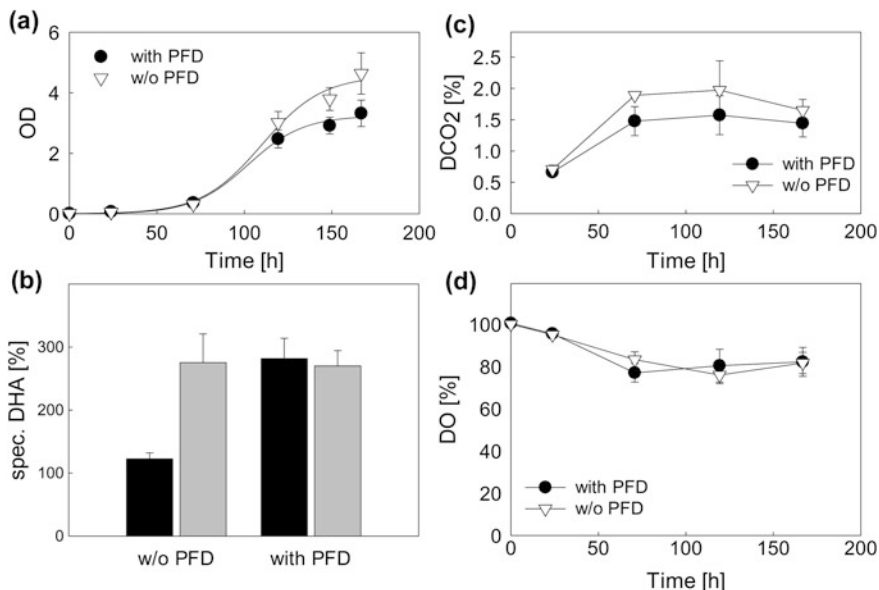 (a)
6
4
2
0
OD
with PFD
w/o PFD
0 50 100 150 200
Time [h]
(b)
300
200
100
0
spec. DHA [%]
w/o PFD with PFD
(c)
2.5
2.0
1.5
1.0
0.5
0.0
DCO2 [%]
with PFD
w/o PFD
0 50 100 150 200
Time [h]
(d)
100
80
60
40
20
0
DO [%]
with PFD
w/o PFD
0 50 100 150 200
Time [h]